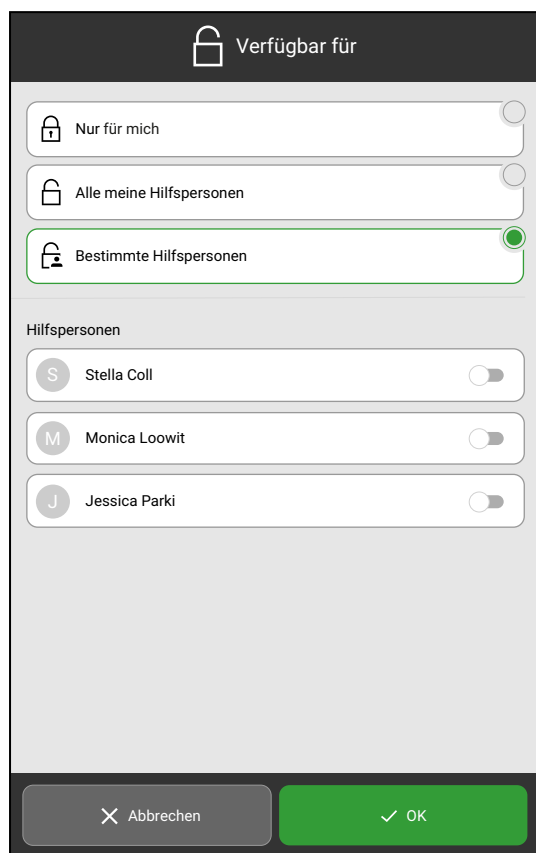 Verfügbar für
Nur für mich
Alle meine Hilfspersonen
Bestimmte Hilfspersonen
Hilfspersonen
S Stella Coll
M Monica Loowit
J Jessica Parki
Abbrechen
OK